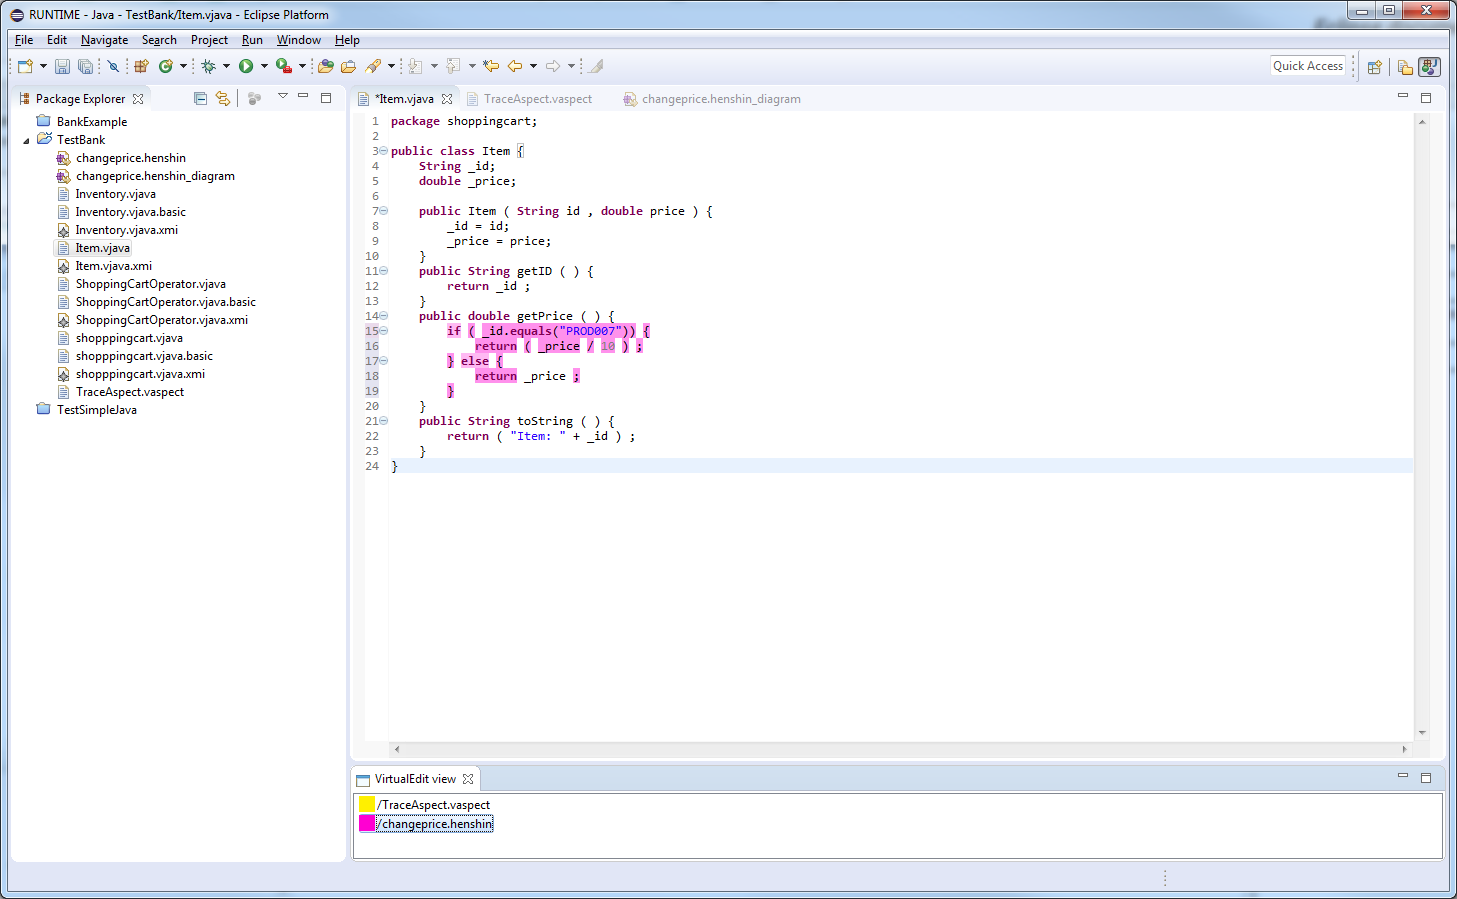 RUNTIME - Java - TestBank/Item.vjava - Eclipse Platform
File Edit Navigate Search Project Run Window Help
Quick Access
Package Explorer
BankExample
TestBank
changeprice.henshin
changeprice.henshin_diagram
Inventory.vjava
Inventory.vjava.basic
Inventory.vjava.xmi
Item.vjava
Item.vjava.xmi
ShoppingCartOperator.vjava
ShoppingCartOperator.vjava.basic
ShoppingCartOperator.vjava.xmi
shopppingcart.vjava
shopppingcart.vjava.basic
shopppingcart.vjava.xmi
TraceAspect.vaspect
TestSimpleJava
*Item.vjava TraceAspect.vaspect changeprice.henshin_diagram
1 package shoppingcart;
2
3 public class Item {
4 String _id;
5 double _price;
6
7 public Item ( String id , double price ) {
8 _id = id;
9 _price = price;
10 }
11 public String getID ( ) {
12 return _id ;
13 }
14 public double getPrice ( ) {
15 if ( _id.equals("PROD007")) {
16 return ( _price / 10 ) ;
17 } else {
18 return _price ;
19 }
20 }
21 public String toString ( ) {
22 return ( "Item: " + _id ) ;
23 }
24 }
VirtualEdit view
/TraceAspect.vaspect
/changeprice.henshin